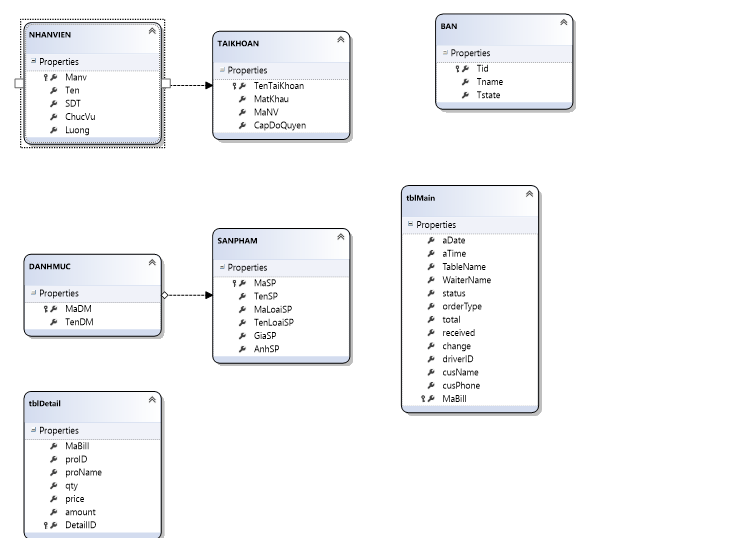 NHANVIEN
Properties
Manv
Ten
SDT
ChucVu
Luong
TAIKHOAN
Properties
TenTaiKhoan
MatKhau
MaNV
CapDoQuyen
BAN
Properties
Tid
Tname
Tstate
DANHMUC
Properties
MaDM
TenDM
SANPHAM
Properties
MaSP
TenSP
MaLoaiSP
TenLoaiSP
GiaSP
AnhSP
tblMain
Properties
aDate
aTime
TableName
WaiterName
status
orderType
total
received
change
driverID
cusName
cusPhone
MaBill
tblDetail
Properties
MaBill
proID
proName
qty
price
amount
DetailID